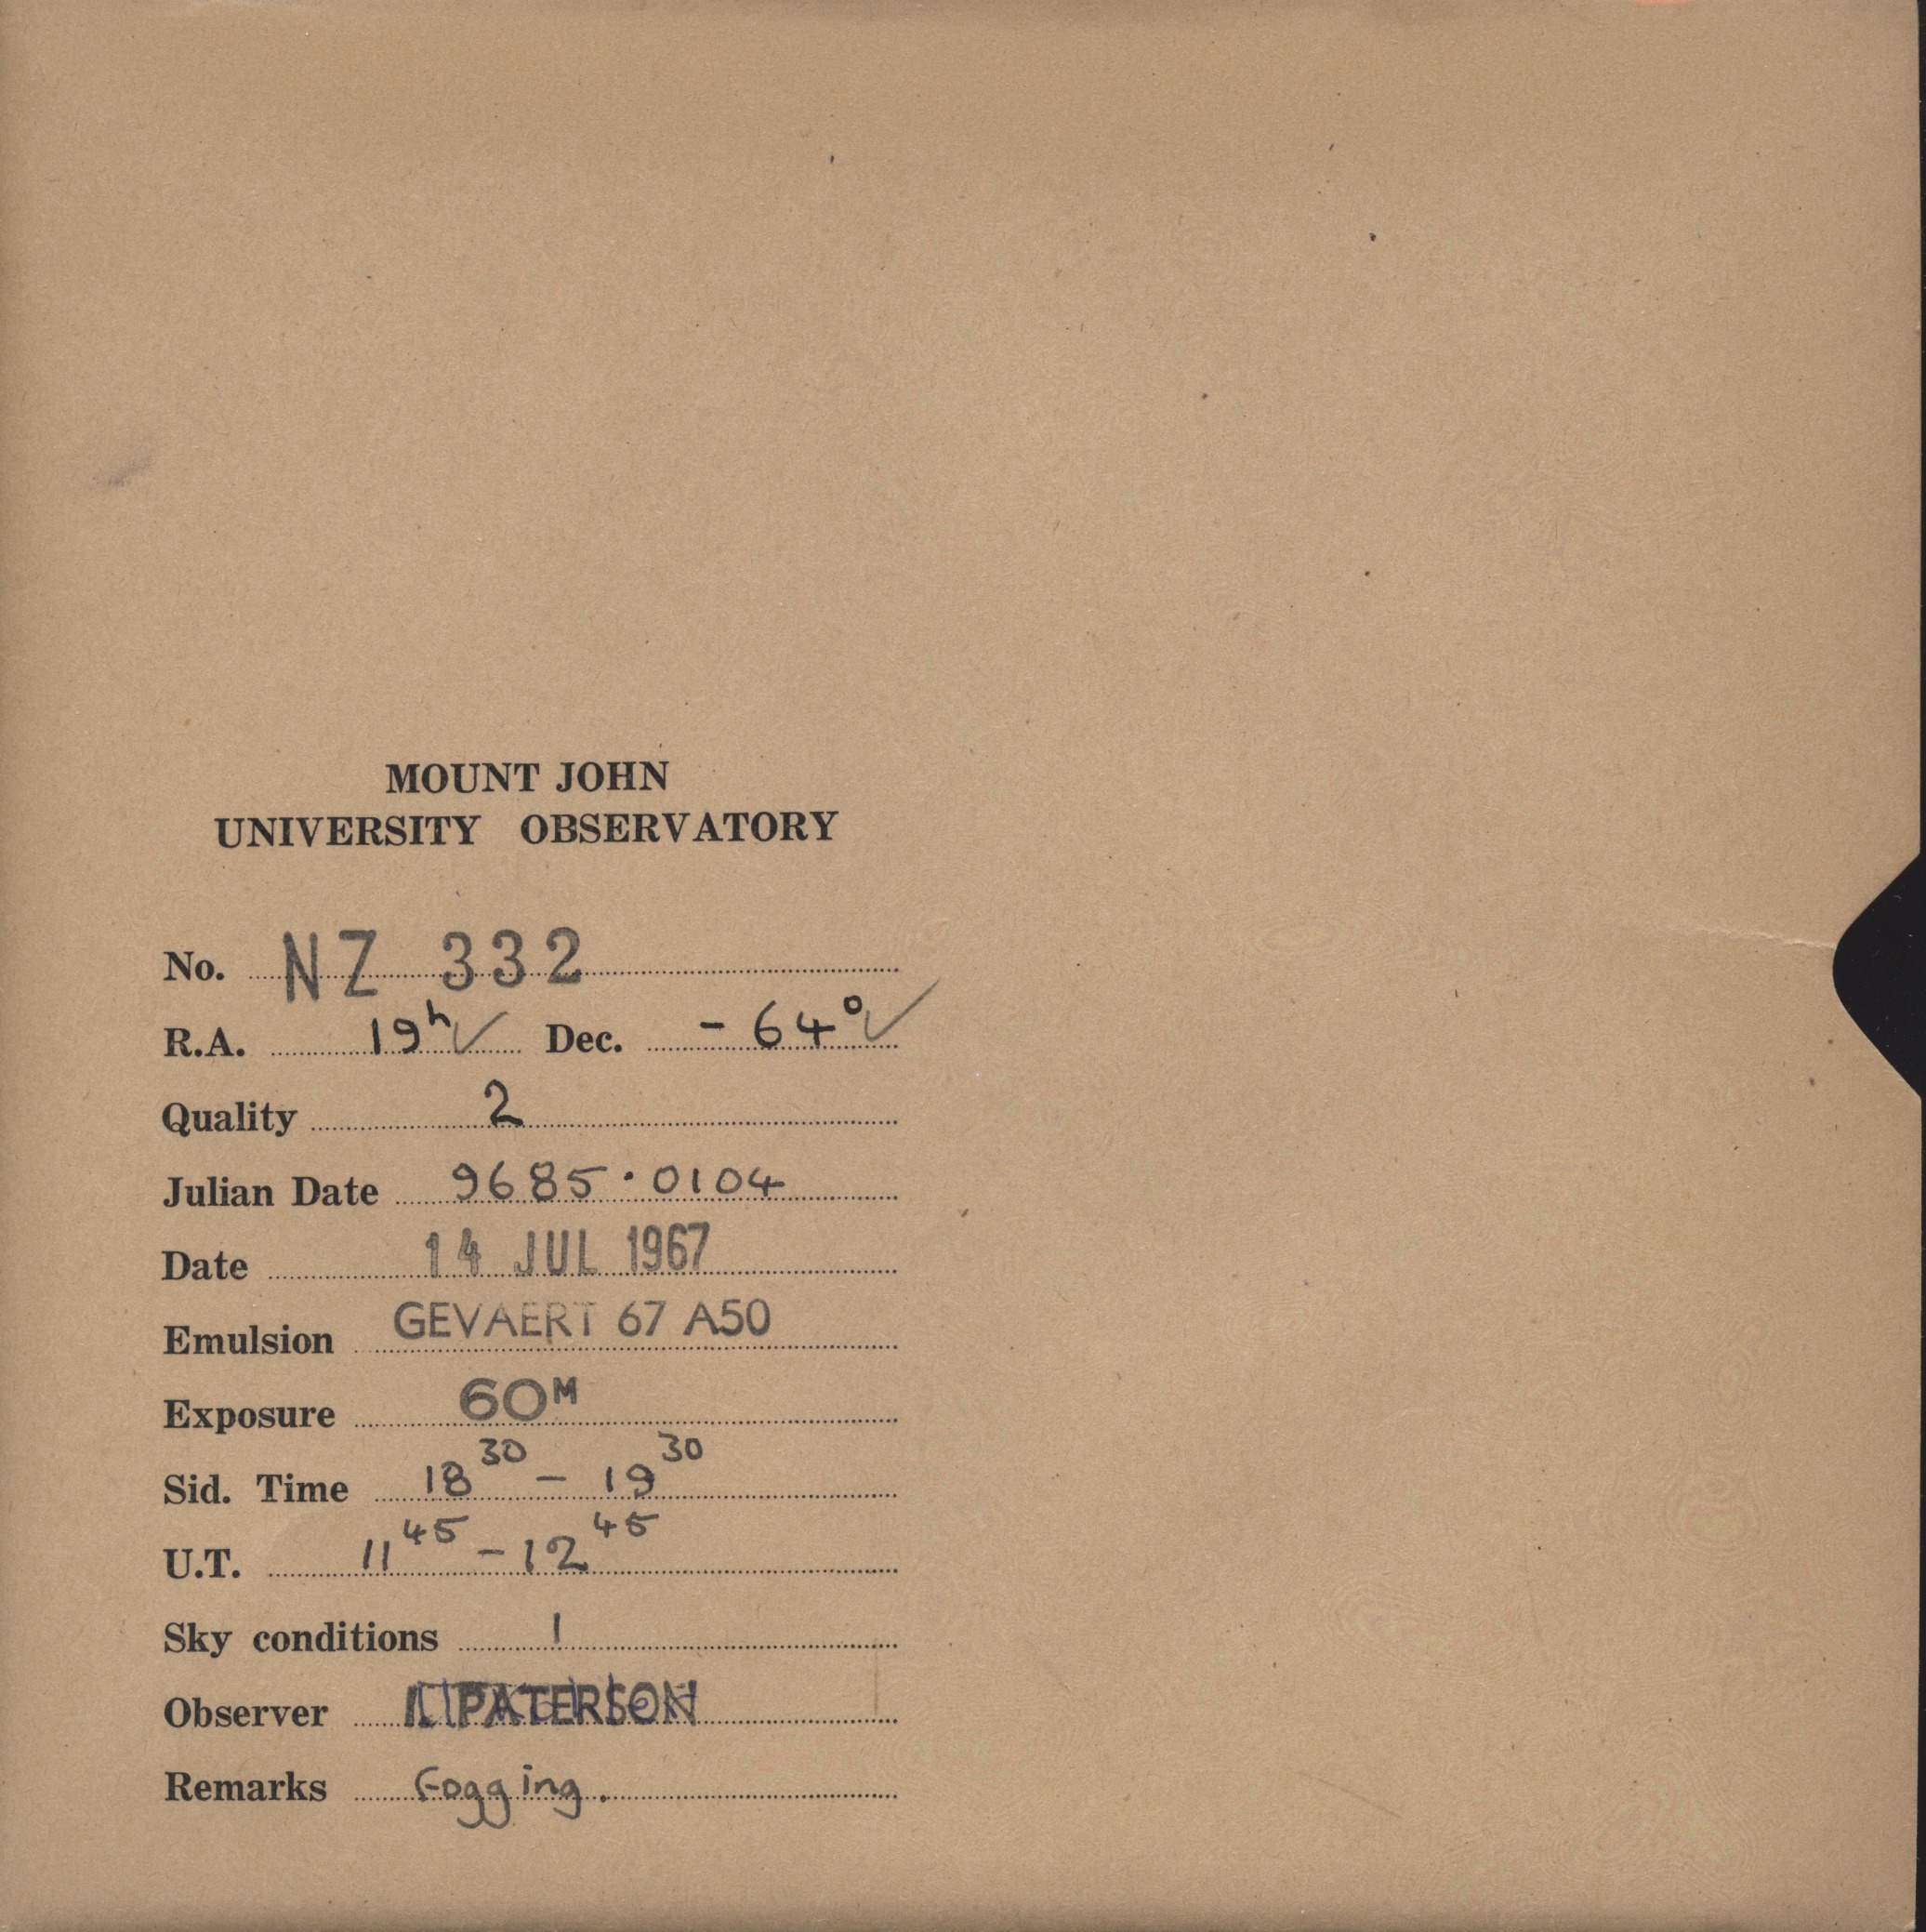 MOUNT JOHN
UNIVERSITY OBSERVATORY
No. NZ 332
R.A. 19h ✓ Dec. - 64° ✓
Quality 2
Julian Date 9685·0104
Date 14 JUL 1967
Emulsion GEVAERT 67 A50
Exposure 60M
Sid. Time 18 30 - 19 30
U.T. 11 45 - 12 45
Sky conditions 1
Observer PATERSON
Remarks Fogging.